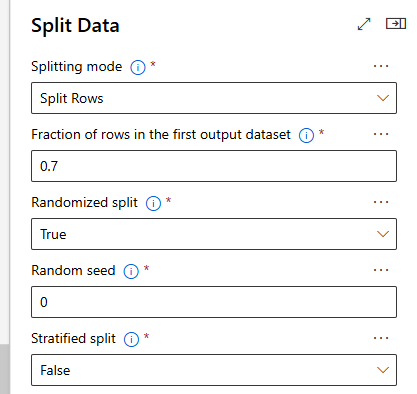 Split Data
Splitting mode *
Split Rows
Fraction of rows in the first output dataset *
0.7
Randomized split *
True
Random seed *
0
Stratified split *
False